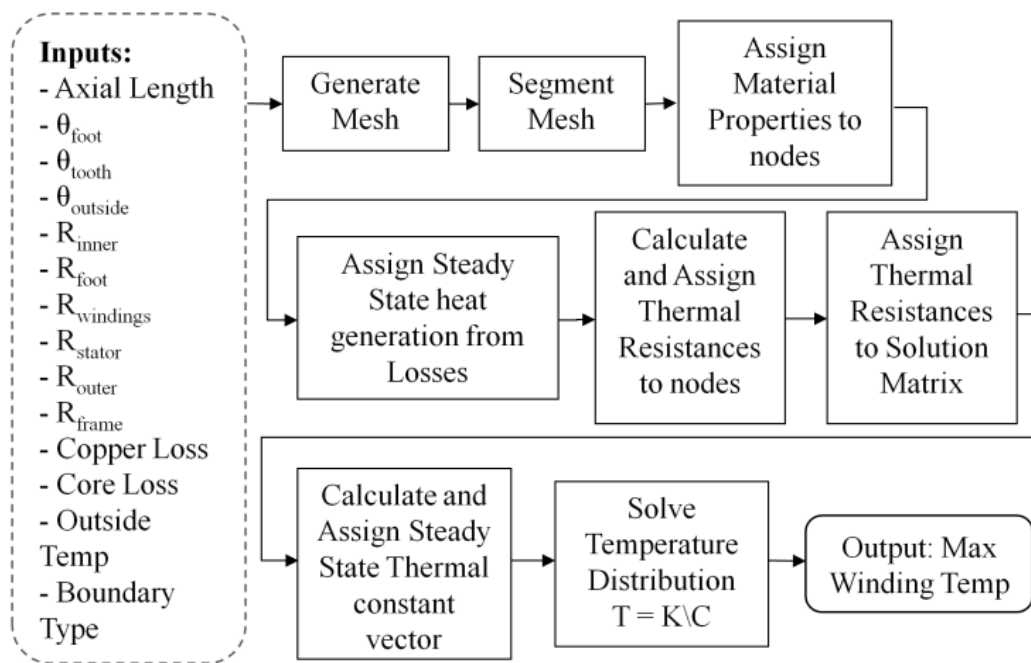 Inputs:
- Axial Length
- θfoot
- θtooth
- θoutside
- Rinner
- Rfoot
- Rwindings
- Rstator
- Router
- Rframe
- Copper Loss
- Core Loss
- Outside
Temp
- Boundary
Type
Generate
Mesh
Segment
Mesh
Assign
Material
Properties to
nodes
Assign Steady
State heat
generation from
Losses
Calculate
and Assign
Thermal
Resistances
to nodes
Assign
Thermal
Resistances
to Solution
Matrix
Calculate and
Assign Steady
State Thermal
constant
vector
Solve
Temperature
Distribution
T = K\C
Output: Max
Winding Temp